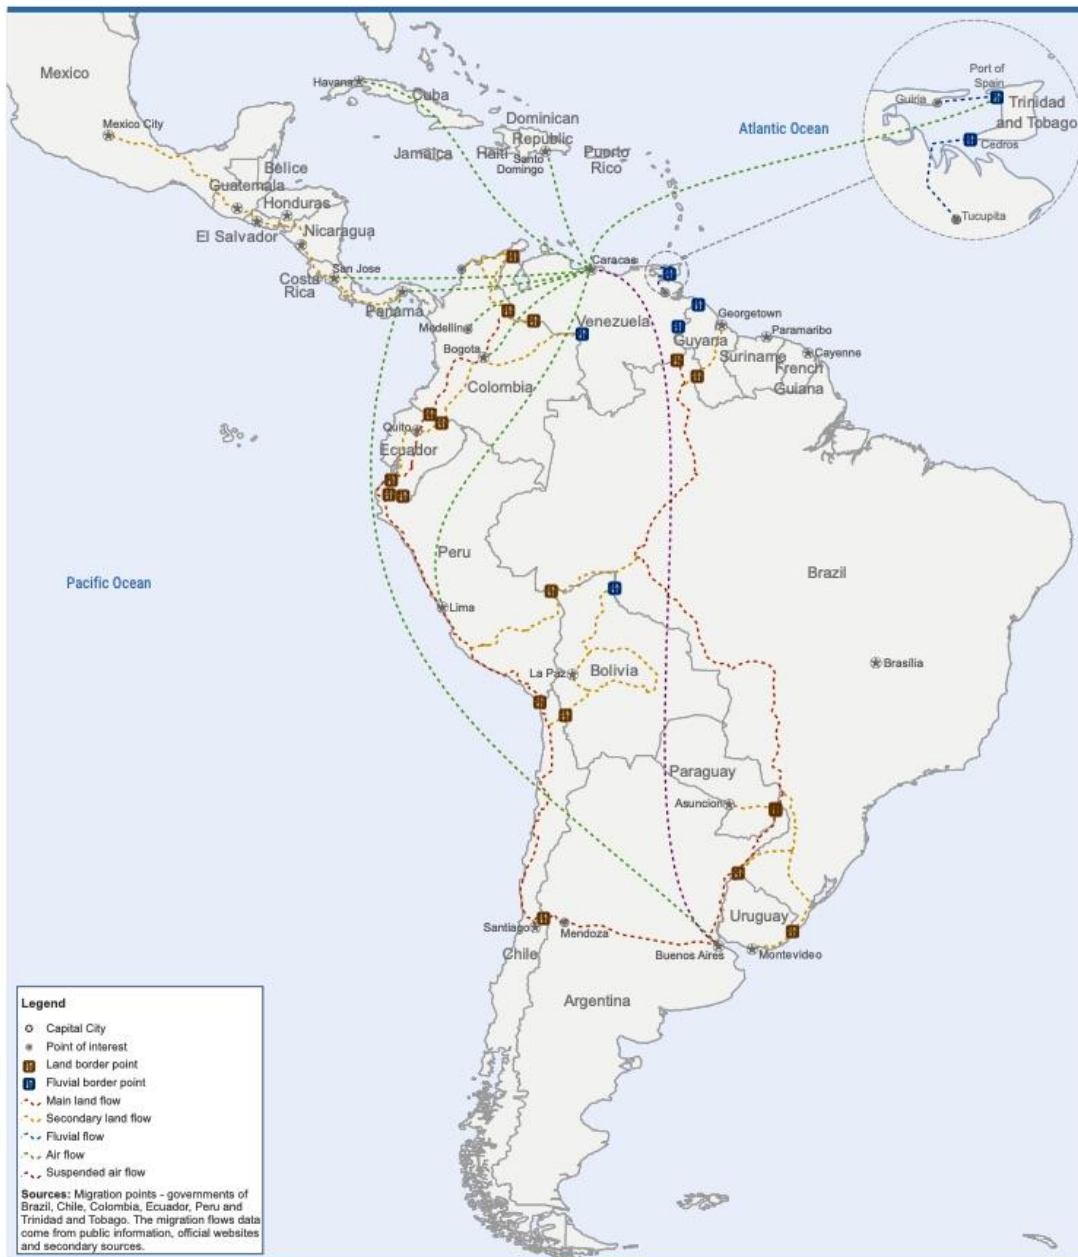 Mexico
Havana
Cuba
Port of
Spain
Guiria
Trinidad
and Tobago
Mexico City
Dominican
Republic
Atlantic Ocean
Jamaica
Haiti
Santo
Domingo
Puerto
Rico
Cedros
Belice
Guatemala
Honduras
Tucupita
El Salvador
Nicaragua
Caracas
San Jose
Costa
Rica
Panama
Medellín
Venezuela
Georgetown
Guyana
Paramaribo
Suriname
Cayenne
French
Guiana
Bogota
Colombia
Quito
Ecuador
Peru
Brazil
Pacific Ocean
Lima
La Paz
Bolivia
Brasília
Paraguay
Asuncion
Uruguay
Santiago
Mendoza
Chile
Buenos Aires
Montevideo
Argentina
Legend
Capital City
Point of interest
Land border point
Fluvial border point
Main land flow
Secondary land flow
Fluvial flow
Air flow
Suspended air flow
Sources: Migration points - governments of
Brazil, Chile, Colombia, Ecuador, Peru and
Trinidad and Tobago. The migration flows data
come from public information, official websites
and secondary sources.